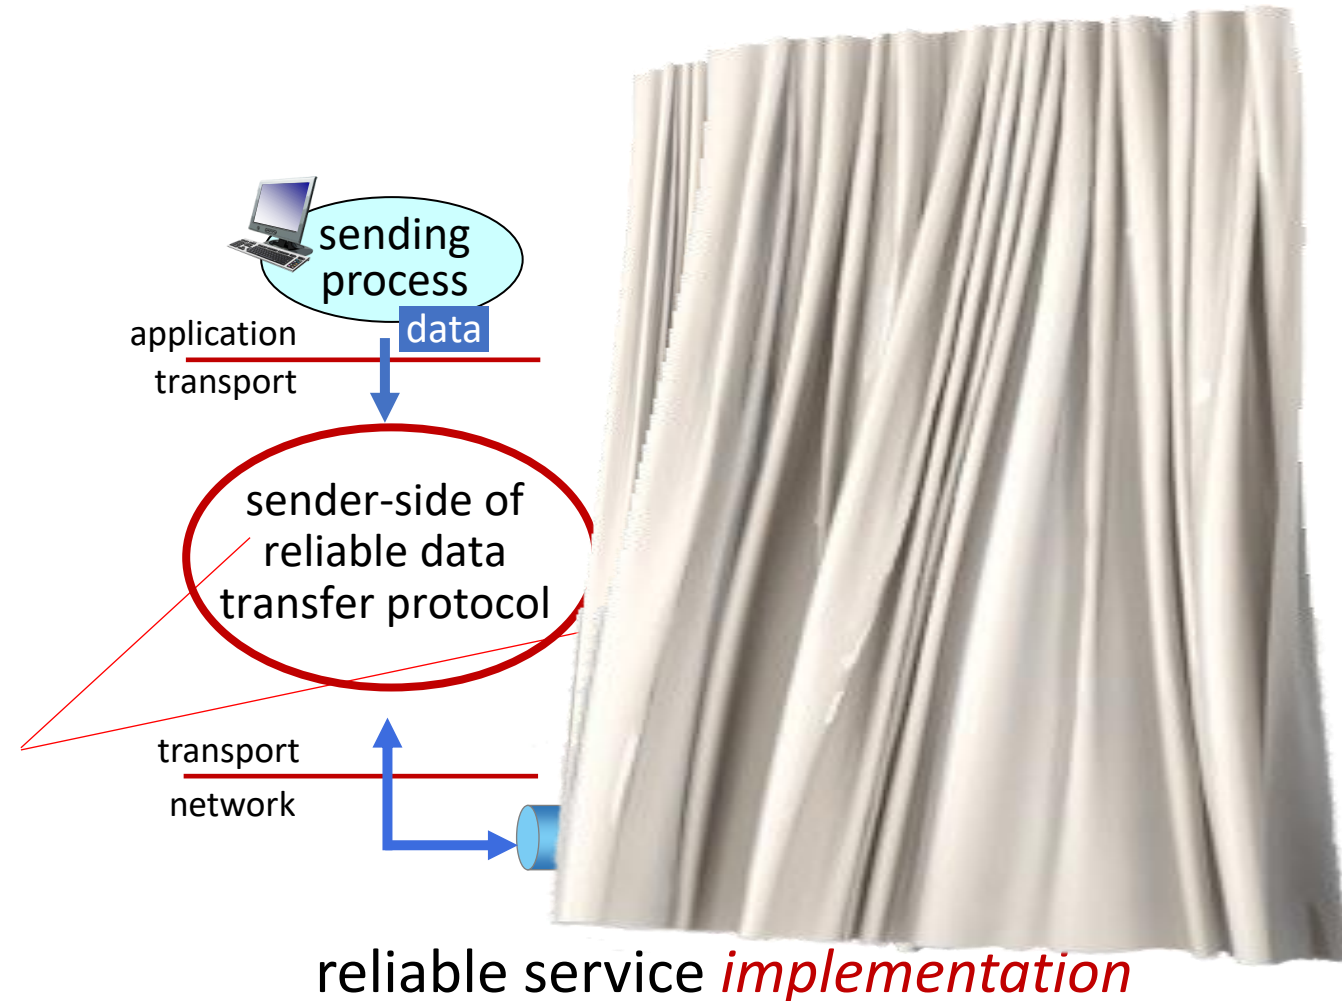 sending
process
data
application
transport
sender-side of
reliable data
transfer protocol
transport
network
reliable service implementation